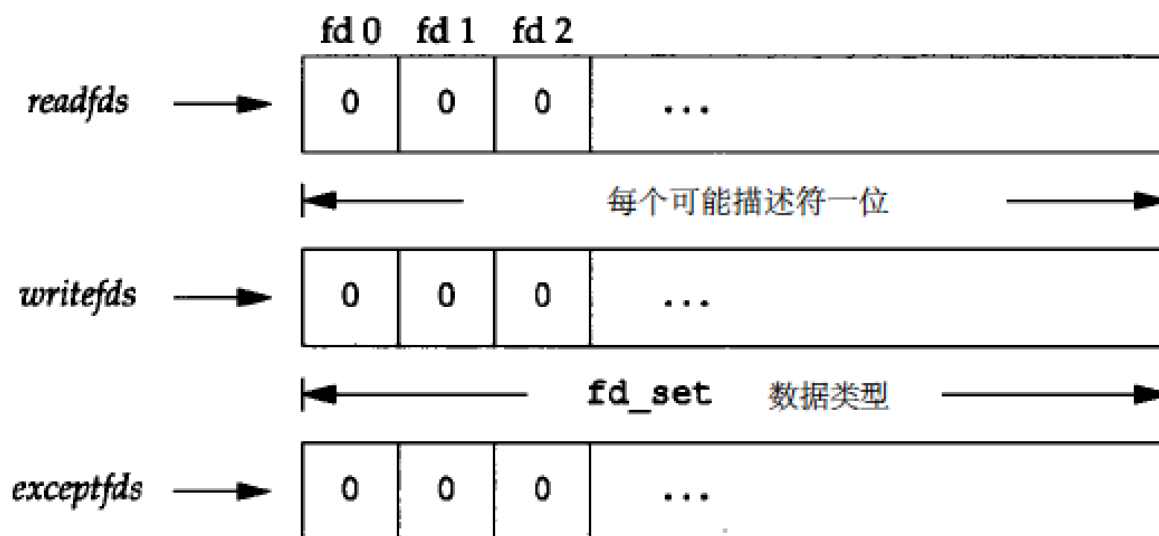 fd 0 fd 1 fd 2
readfds 0 0 0 ...
每个可能描述符一位
writefds 0 0 0 ...
fd_set 数据类型
exceptfds 0 0 0 ...